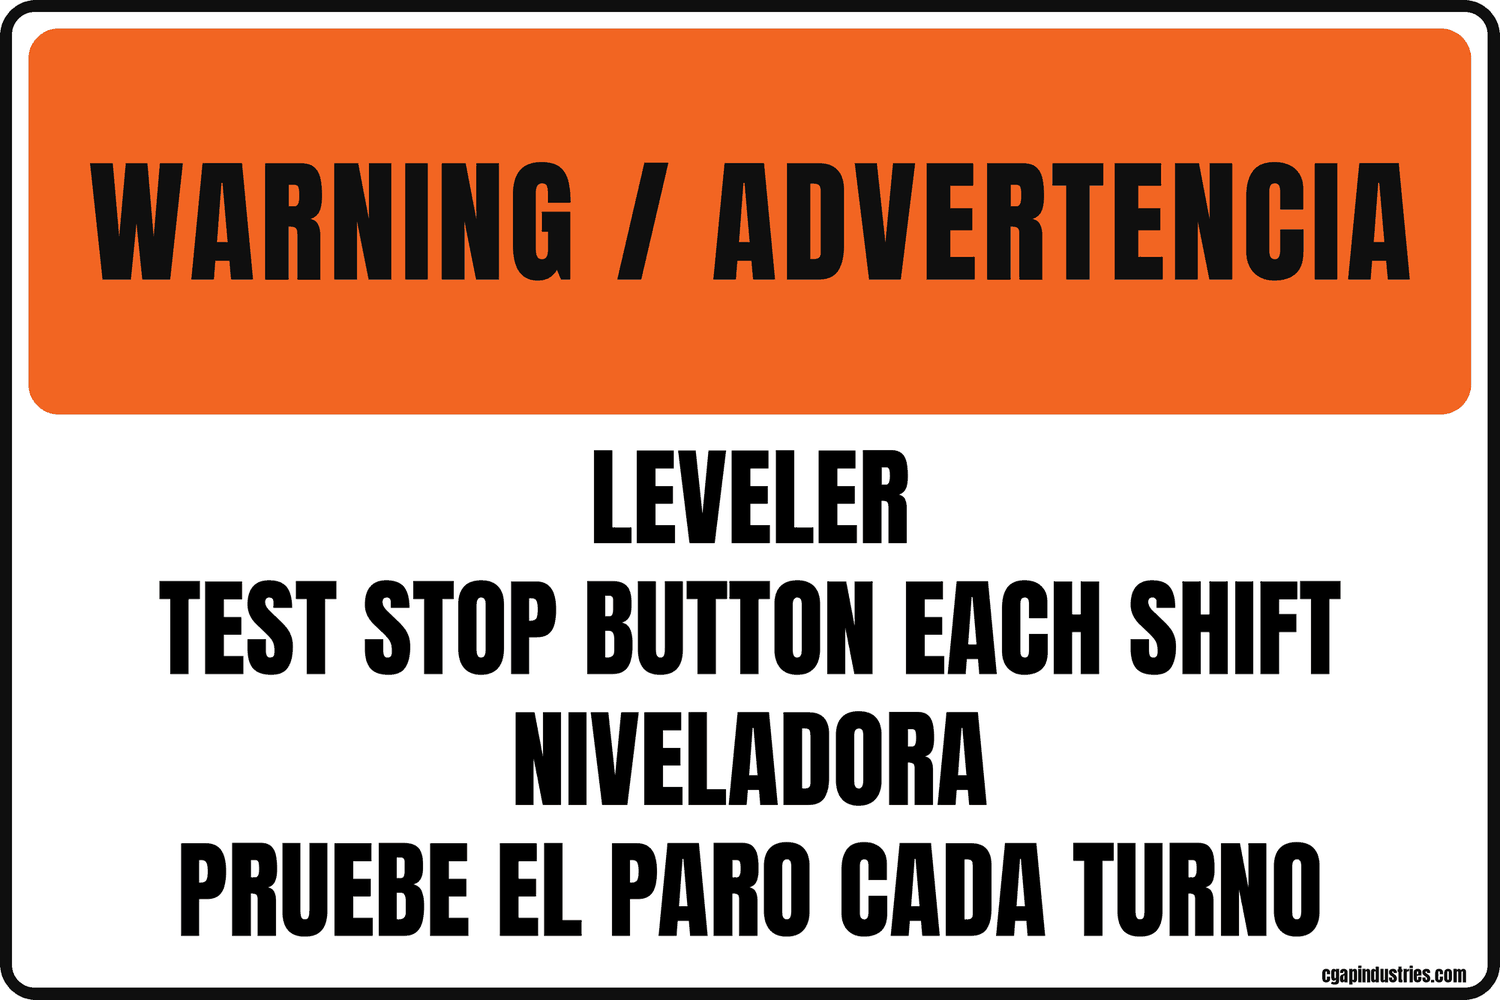 WARNING / ADVERTENCIA
LEVELER
TEST STOP BUTTON EACH SHIFT
NIVELADORA
PRUEBE EL PARO CADA TURNO
cgapindustries.com